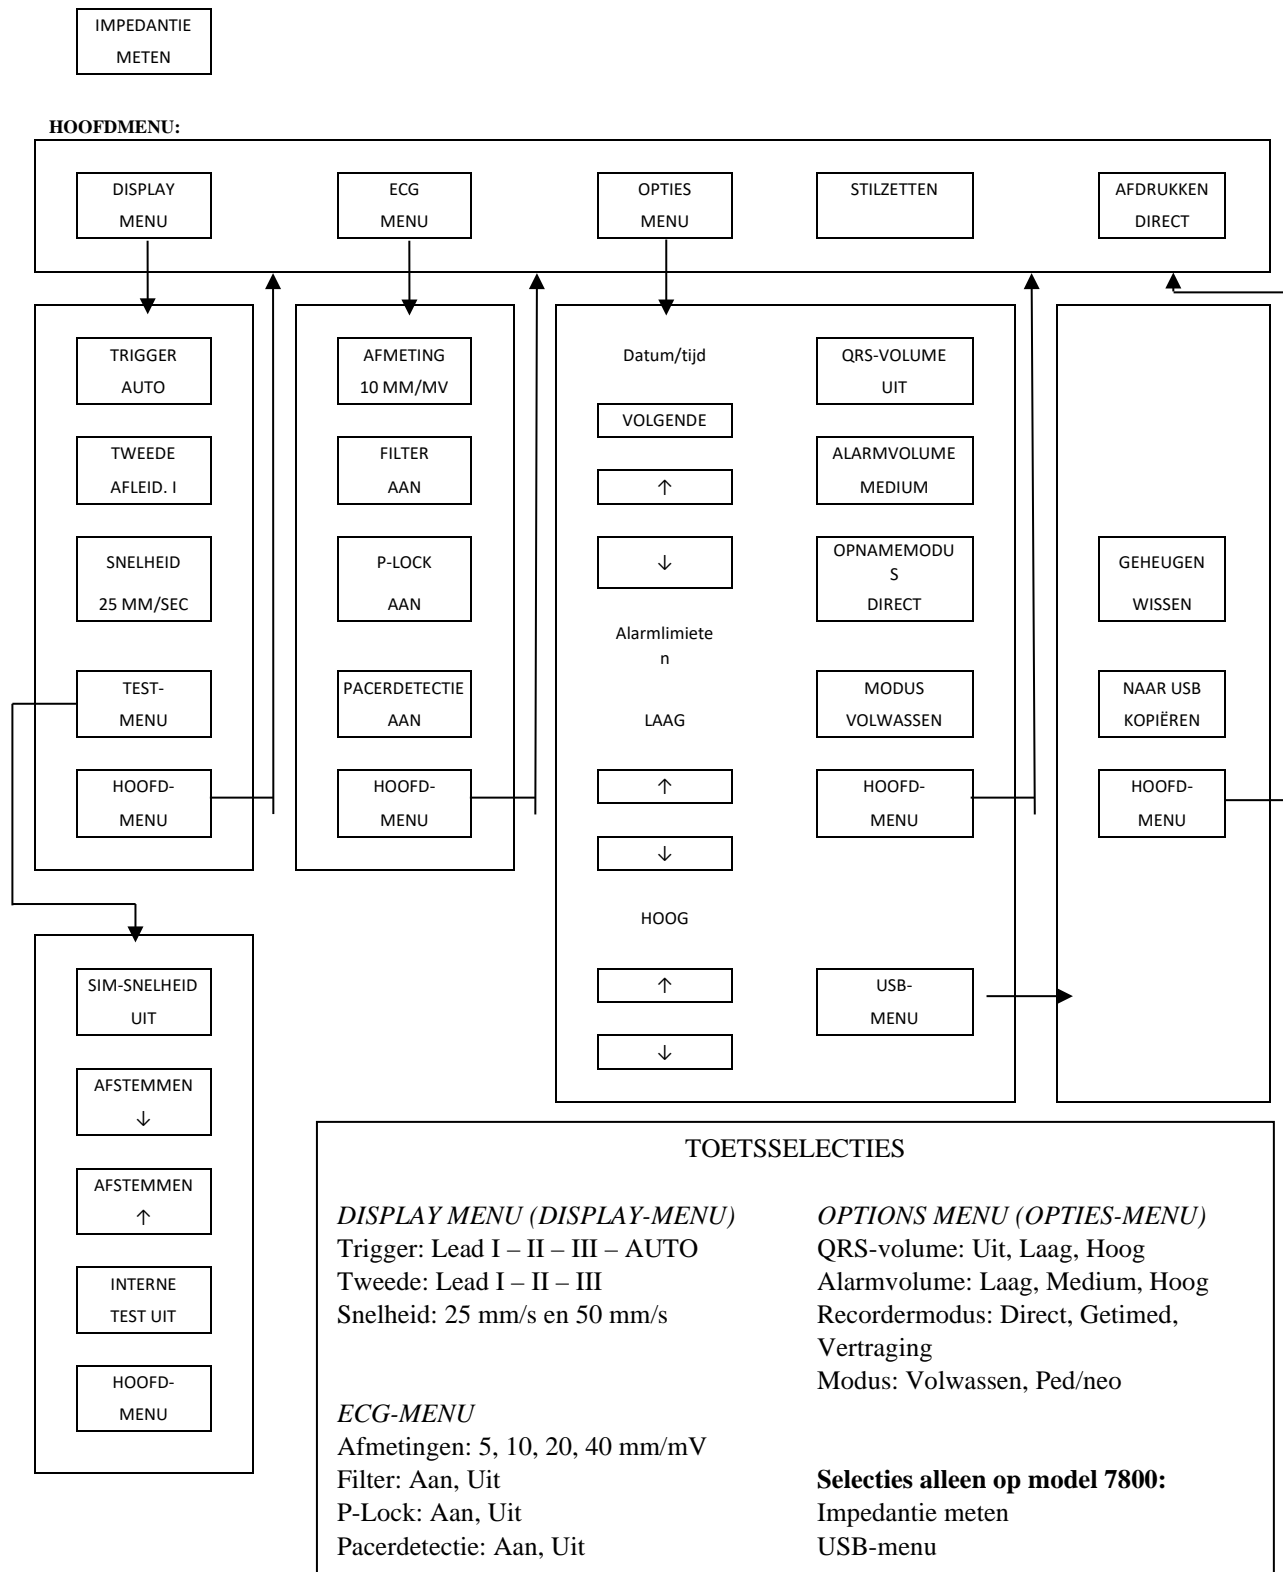 IMPEDANTIE
METEN
HOOFDMENU:
DISPLAY
MENU
ECG
MENU
OPTIES
MENU
STILZETTEN
AFDRUKKEN
DIRECT
TRIGGER
AUTO
TWEEDE
AFLEID. I
SNELHEID
25 MM/SEC
TEST-
MENU
HOOFD-
MENU
AFMETING
10 MM/MV
FILTER
AAN
P-LOCK
AAN
PACERDETECTIE
AAN
HOOFD-
MENU
Datum/tijd
VOLGENDE
↑
↓
Alarmlimiete
n
LAAG
↑
↓
HOOG
↑
↓
QRS-VOLUME
UIT
ALARMVOLUME
MEDIUM
OPNAMEMODU
S
DIRECT
MODUS
VOLWASSEN
HOOFD-
MENU
USB-
MENU
GEHEUGEN
WISSEN
NAAR USB
KOPIËREN
HOOFD-
MENU
SIM-SNELHEID
UIT
AFSTEMMEN
↓
AFSTEMMEN
↑
INTERNE
TEST UIT
HOOFD-
MENU
TOETSSELECTIES
DISPLAY MENU (DISPLAY-MENU)
Trigger: Lead I – II – III – AUTO
Tweede: Lead I – II – III
Snelheid: 25 mm/s en 50 mm/s
ECG-MENU
Afmetingen: 5, 10, 20, 40 mm/mV
Filter: Aan, Uit
P-Lock: Aan, Uit
Pacerdetectie: Aan, Uit
OPTIONS MENU (OPTIES-MENU)
QRS-volume: Uit, Laag, Hoog
Alarmvolume: Laag, Medium, Hoog
Recordermodus: Direct, Getimed,
Vertraging
Modus: Volwassen, Ped/neo
Selecties alleen op model 7800:
Impedantie meten
USB-menu